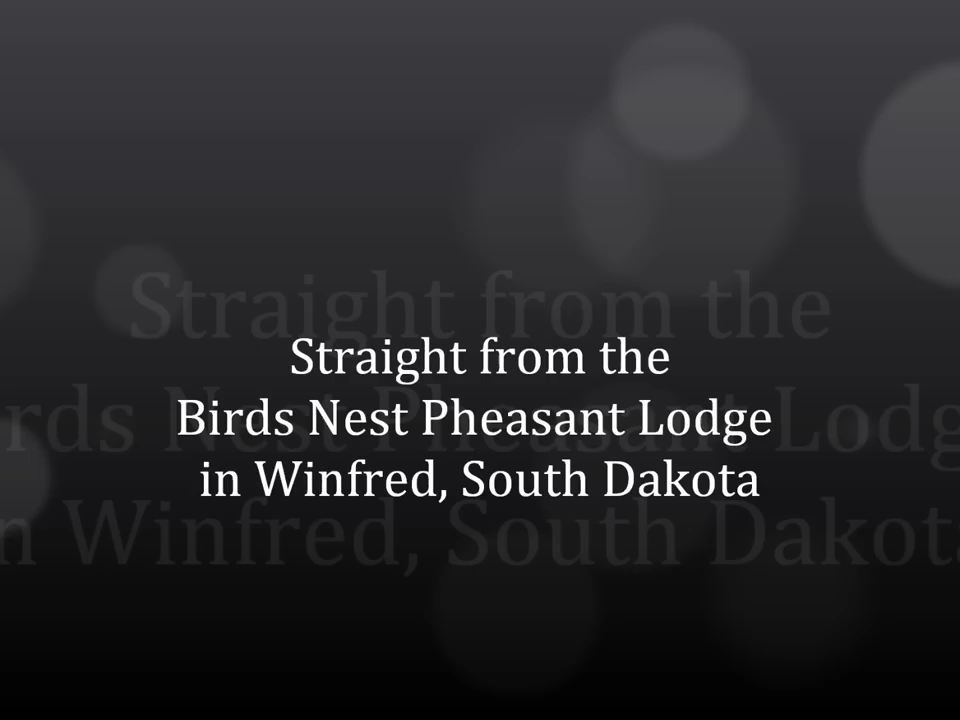 Straight from the
Birds Nest Pheasant Lodge
in Winfred, South Dakota